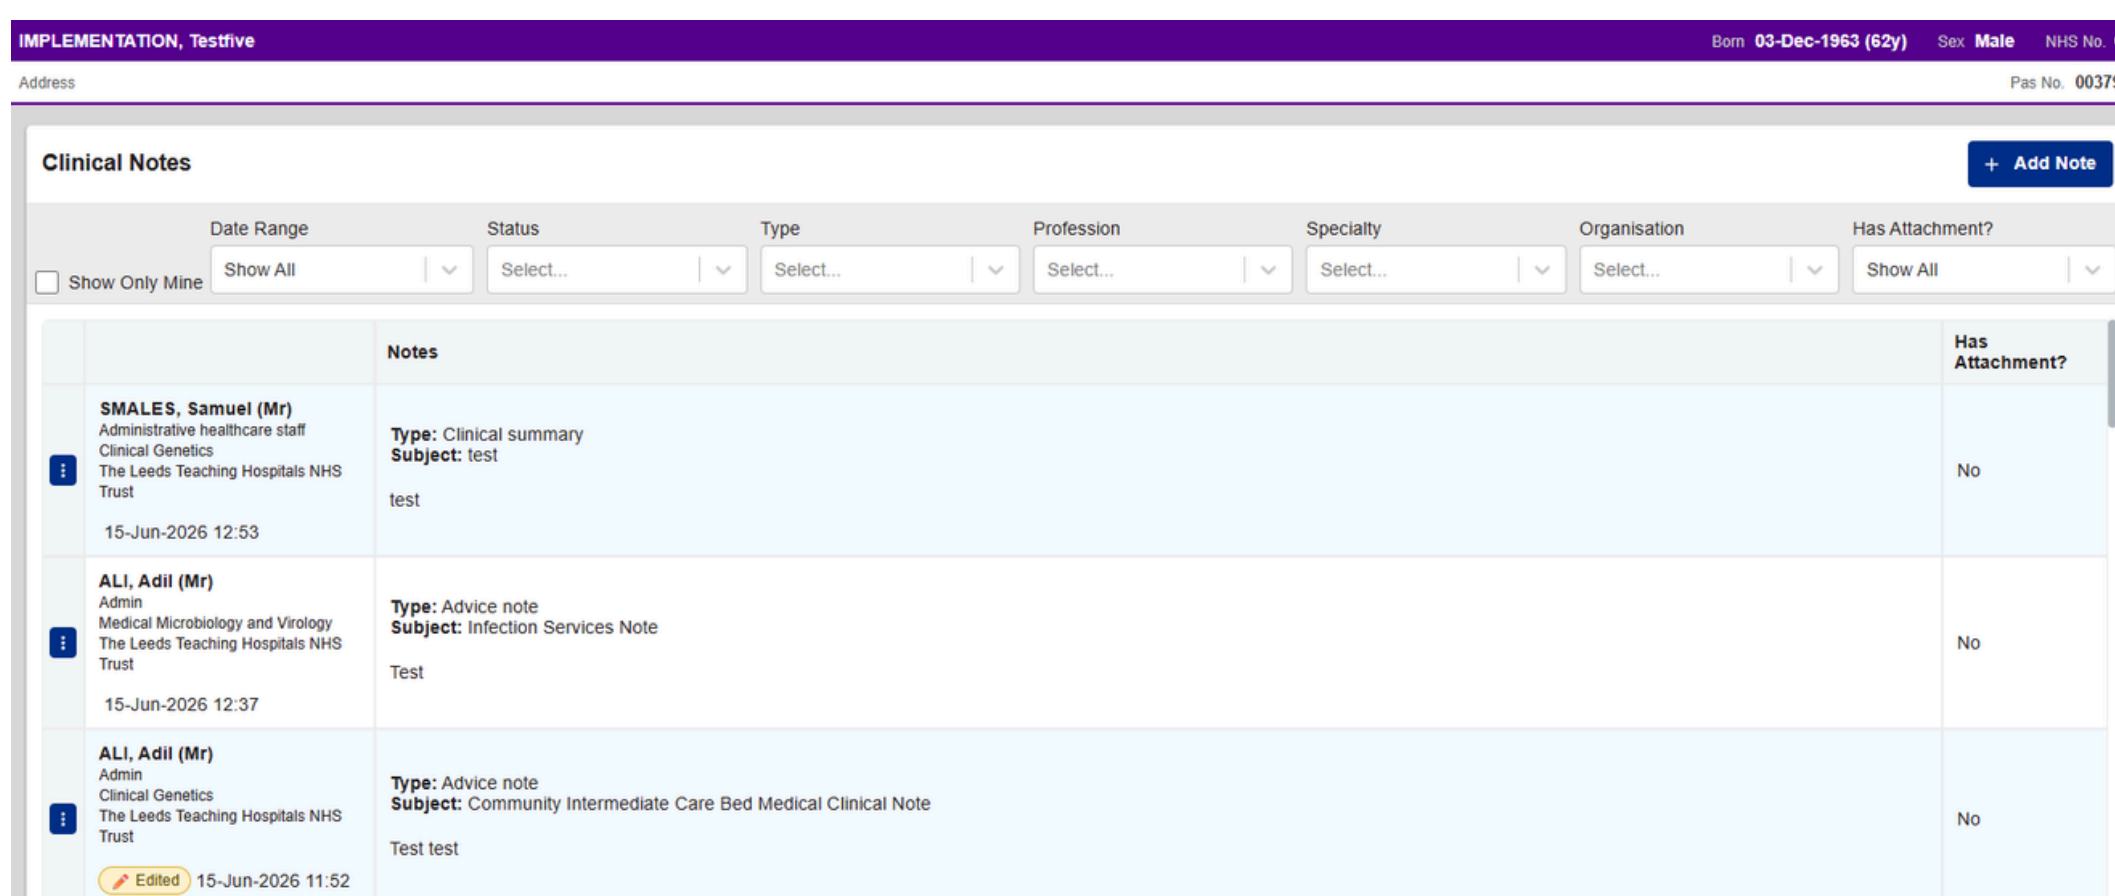 IMPLEMENTATION, Testfive
Born 03-Dec-1963 (62y) Sex Male NHS No.
Address
Pas No. 0037
Clinical Notes
+ Add Note
Date Range Status Type Profession Specialty Organisation Has Attachment?
Show Only Mine Show All Select... Select... Select... Select... Select... Show All
Notes
Has
Attachment?
SMALES, Samuel (Mr)
Administrative healthcare staff
Clinical Genetics
The Leeds Teaching Hospitals NHS
Trust
15-Jun-2026 12:53
Type: Clinical summary
Subject: test
test
No
ALI, Adil (Mr)
Admin
Medical Microbiology and Virology
The Leeds Teaching Hospitals NHS
Trust
15-Jun-2026 12:37
Type: Advice note
Subject: Infection Services Note
Test
No
ALI, Adil (Mr)
Admin
Clinical Genetics
The Leeds Teaching Hospitals NHS
Trust
Edited 15-Jun-2026 11:52
Type: Advice note
Subject: Community Intermediate Care Bed Medical Clinical Note
Test test
No